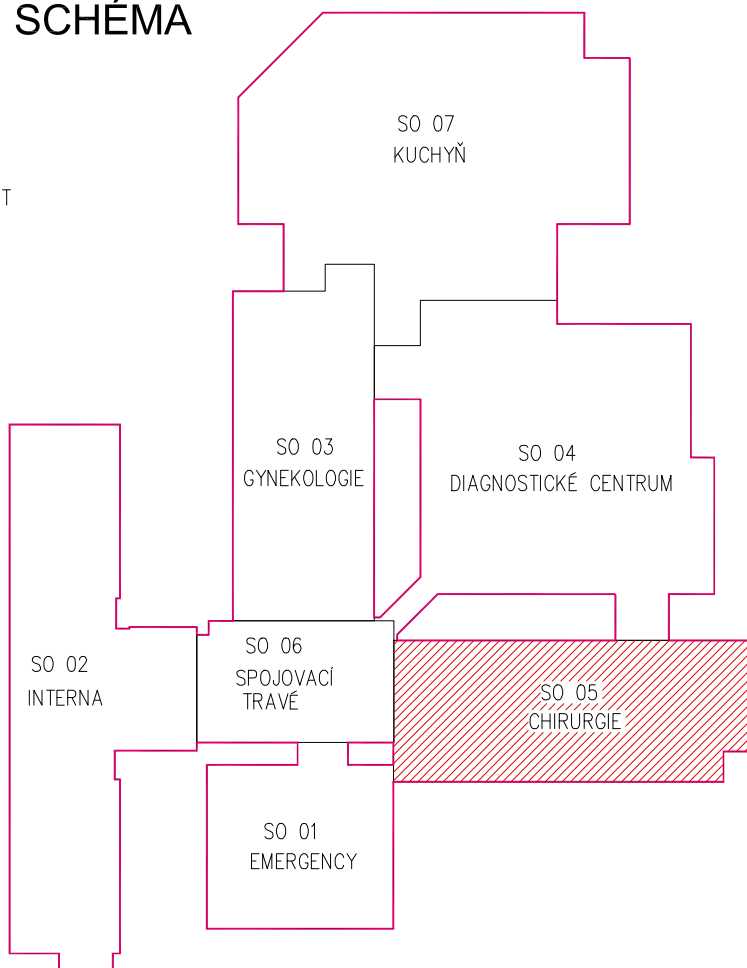 SCHÉMA
SO 07
KUCHYŇ
T
SO 03
GYNEKOLOGIE
SO 04
DIAGNOSTICKÉ CENTRUM
SO 02
INTERNA
SO 06
SPOJOVACÍ
TRAVÉ
SO 05
CHIRURGIE
SO 01
EMERGENCY